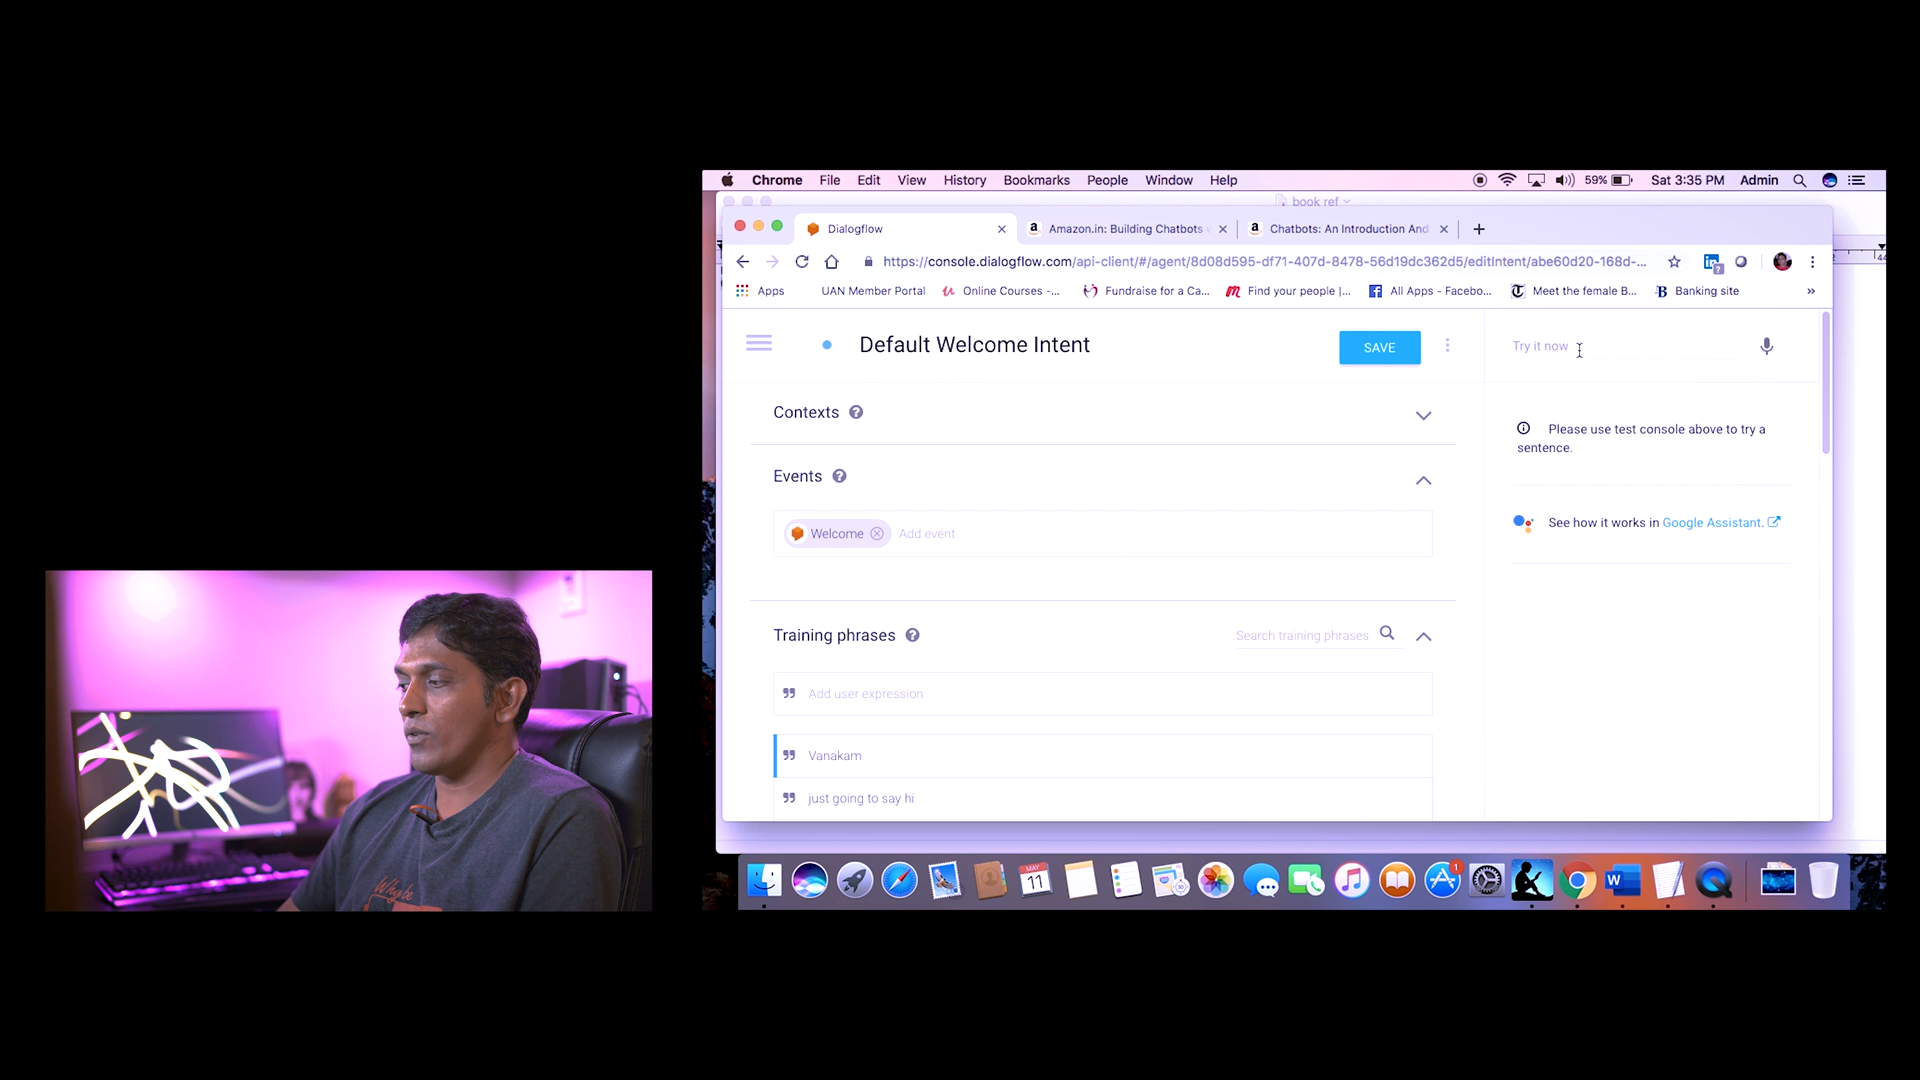 Chrome File Edit View History Bookmarks People Window Help 59% Sat 3:35 PM Admin
book ref
Dialogflow
Amazon.in: Building Chatbots
Chatbots: An Introduction And
https://console.dialogflow.com/api-client/#/agent/8d08d595-df71-407d-8478-56d19dc362d5/editIntent/abe60d20-168d-...
Apps UAN Member Portal Online Courses -... Fundraise for a Ca... Find your people |... All Apps - Facebo... Meet the female B... Banking site »
Default Welcome Intent
SAVE
Try it now
Contexts
Please use test console above to try a
sentence.
Events
Welcome Add event
See how it works in Google Assistant.
Training phrases
Search training phrases
Add user expression
Vanakam
just going to say hi
MAY
11
1
W